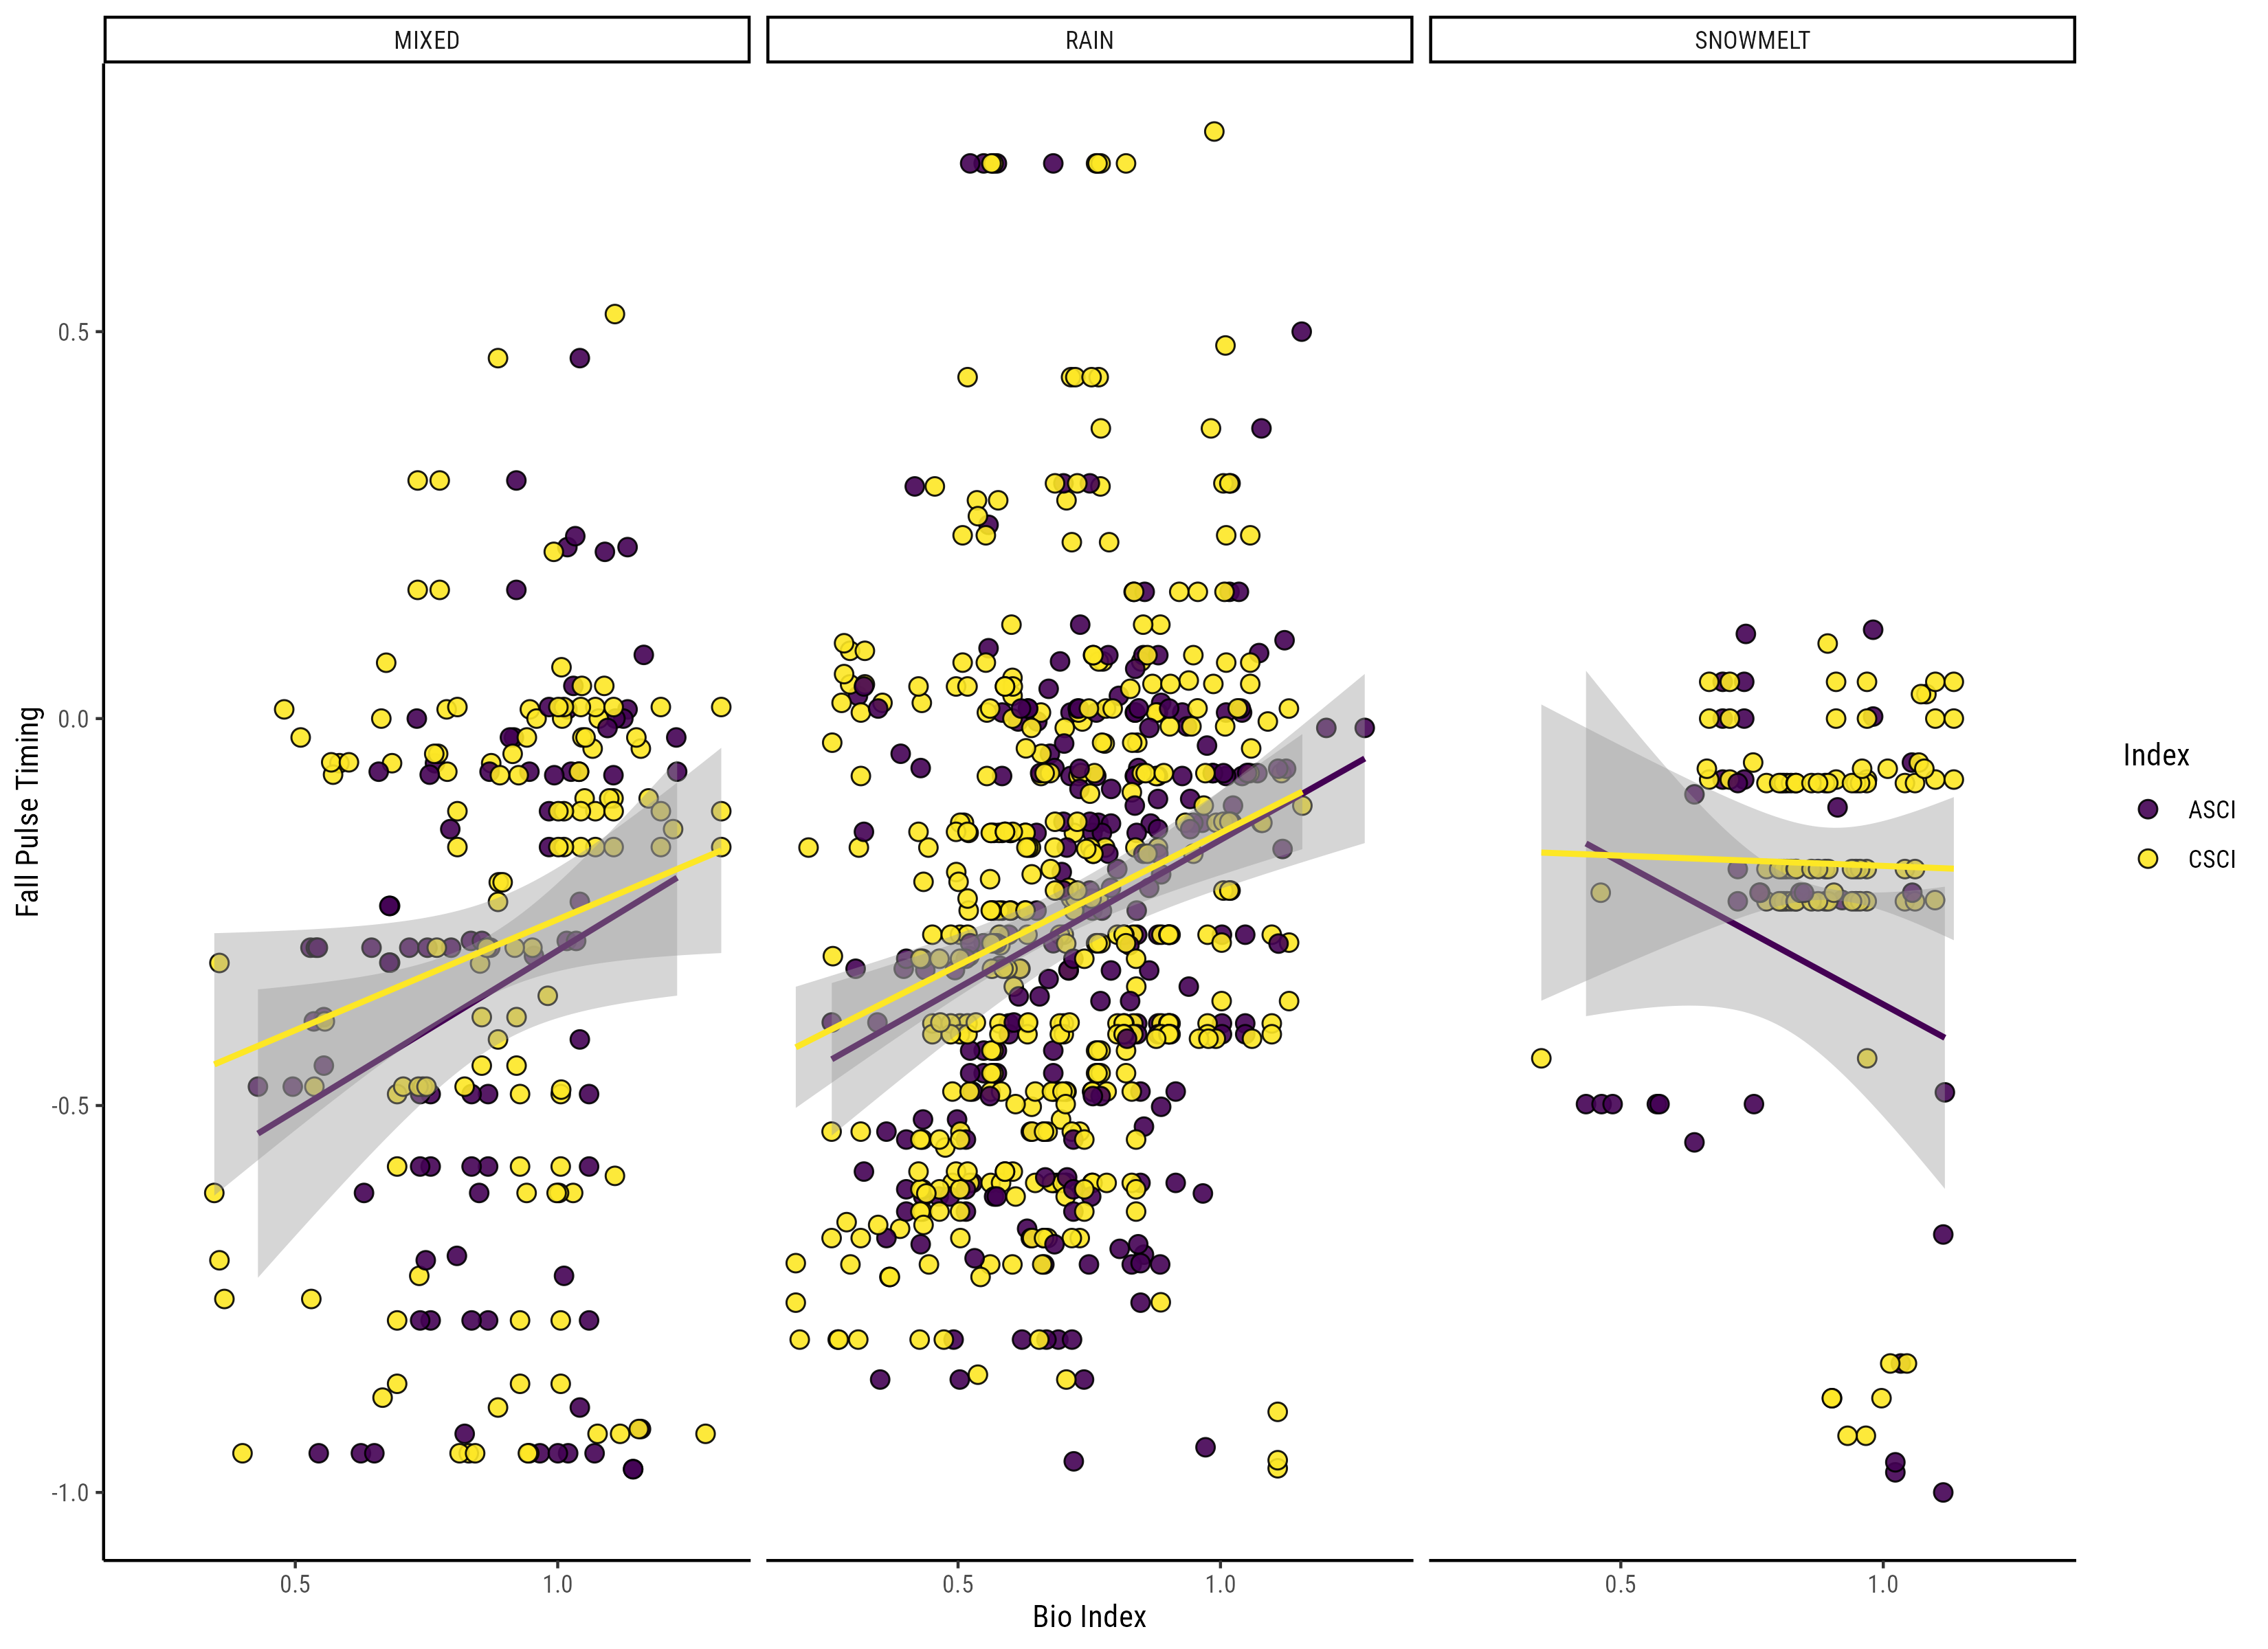 MIXED
RAIN
SNOWMELT
Fall Pulse Timing
0.5
0.0
-0.5
-1.0
0.5
1.0
0.5
1.0
0.5
1.0
Bio Index
Index
ASCI
CSCI